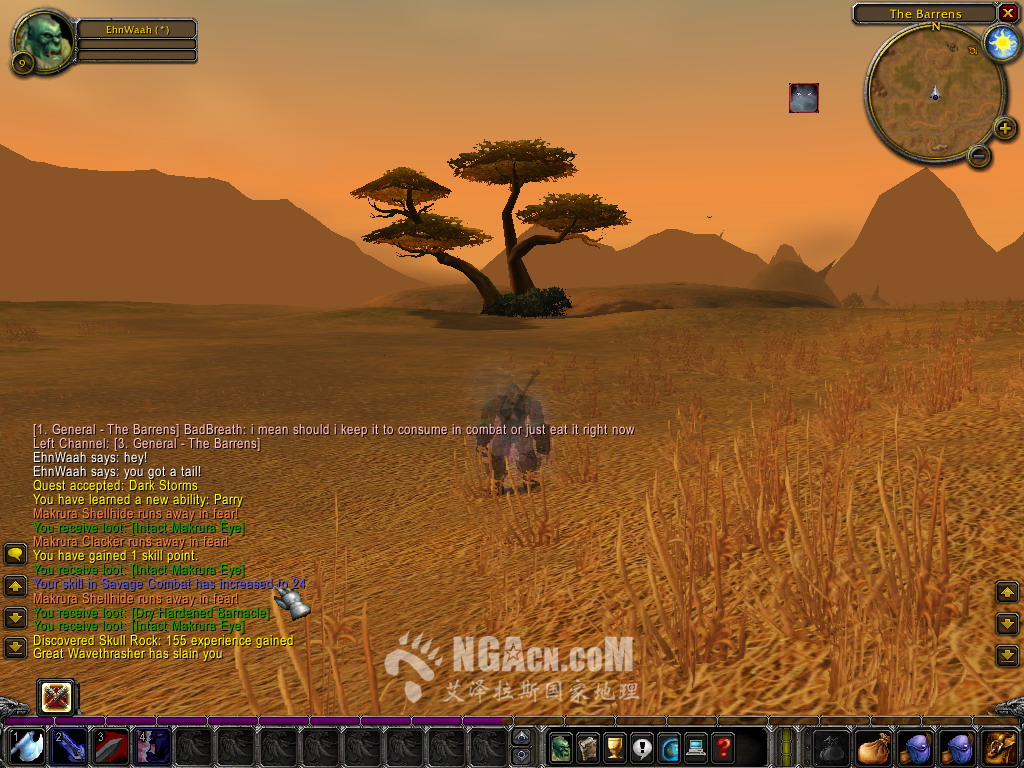 EhnWaah (*)
9
The Barrens
N
[1. General - The Barrens] BadBreath: i mean should i keep it to consume in combat or just eat it right now
Left Channel: [3. General - The Barrens]
EhnWaah says: hey!
EhnWaah says: you got a tail!
Quest accepted: Dark Storms
You have learned a new ability: Parry
Makrura Shellhide runs away in fear!
You receive loot: [Intact Makrura Eye]
Makrura Clacker runs away in fear!
You have gained 1 skill point.
You receive loot: [Intact Makrura Eye]
Your skill in Savage Combat has increased to 24
Makrura Shellhide runs away in fear!
You receive loot: [Dry Hardened Barnacle]
You receive loot: [Intact Makrura Eye]
Discovered Skull Rock: 155 experience gained
Great Wavethrasher has slain you
NGACN.COM
艾泽拉斯国家地理
1 2 3 4